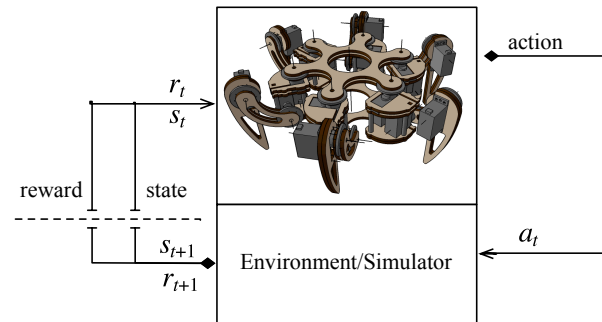 action
r_t
s_t
reward
state
s_{t+1}
r_{t+1}
Environment/Simulator
a_t